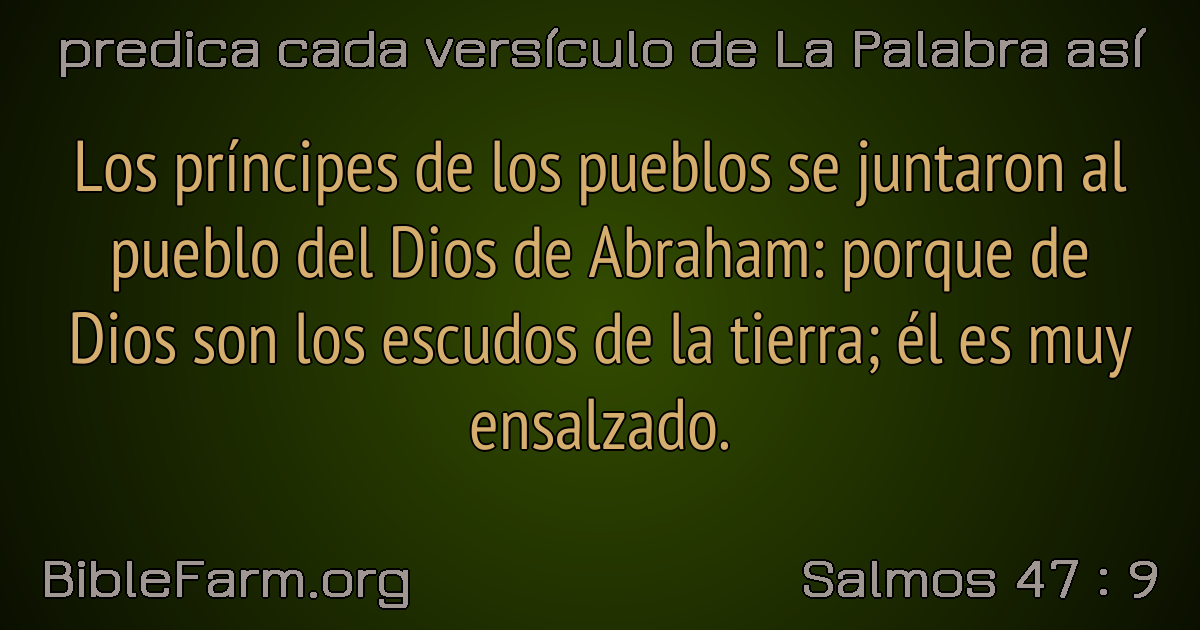 predica cada versículo de La Palabra así
Los príncipes de los pueblos se juntaron al
pueblo del Dios de Abraham: porque de
Dios son los escudos de la tierra; él es muy
ensalzado.
BibleFarm.org
Salmos 47 : 9